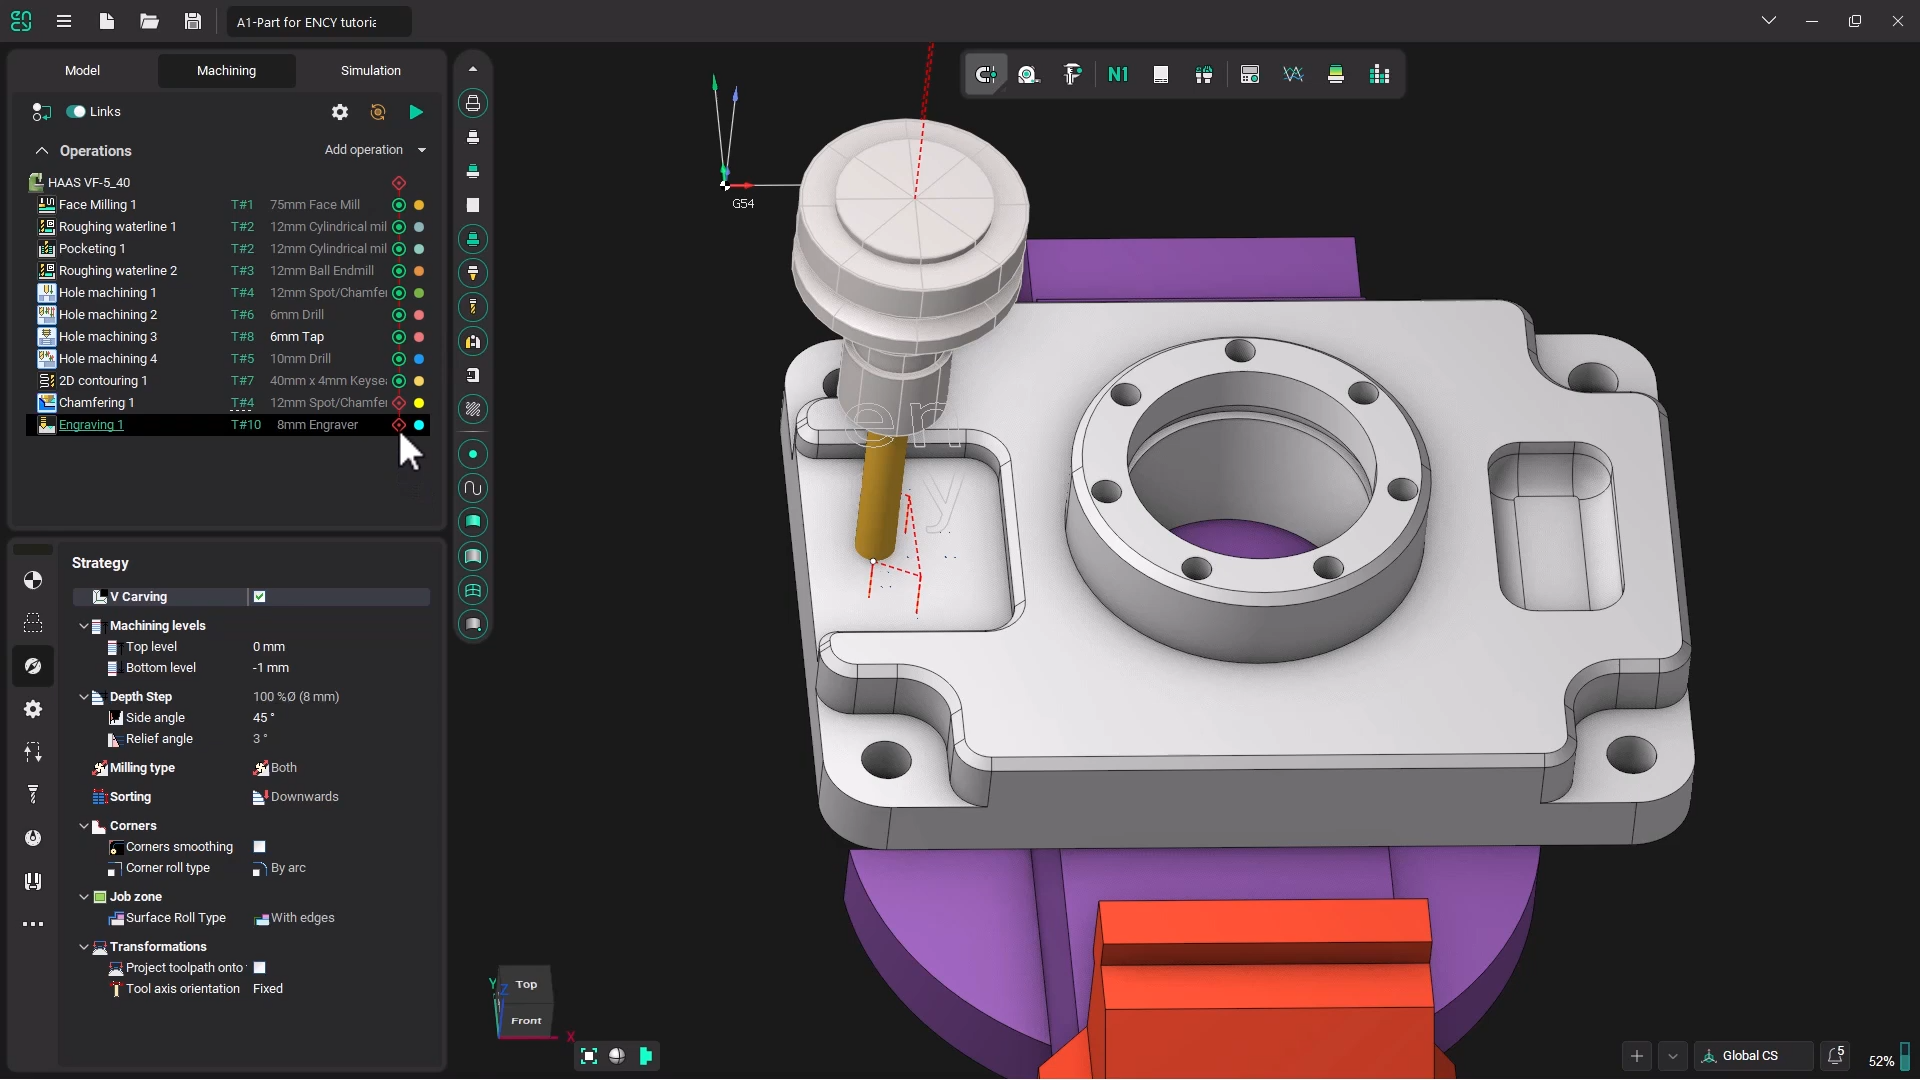 A1-Part for ENCY tutoria
Model
Machining
Simulation
Links
Operations
Add operation
HAAS VF-5_40
Face Milling 1 T#1 75mm Face Mill
Roughing waterline 1 T#2 12mm Cylindrical mil
Pocketing 1 T#2 12mm Cylindrical mil
Roughing waterline 2 T#3 12mm Ball Endmill
Hole machining 1 T#4 12mm Spot/Chamfe
Hole machining 2 T#6 6mm Drill
Hole machining 3 T#8 6mm Tap
Hole machining 4 T#5 10mm Drill
2D contouring 1 T#7 40mm x 4mm Keyse
Chamfering 1 T#4 12mm Spot/Chamfe
Engraving 1 T#10 8mm Engraver
Strategy
V Carving
Machining levels
Top level 0 mm
Bottom level -1 mm
Depth Step 100 %Ø (8 mm)
Side angle 45 °
Relief angle 3 °
Milling type Both
Sorting Downwards
Corners
Corners smoothing
Corner roll type By arc
Job zone
Surface Roll Type With edges
Transformations
Project toolpath onto
Tool axis orientation Fixed
N1
G54
en
y
Y
Z
Top
Front
X
Global CS
5
52%